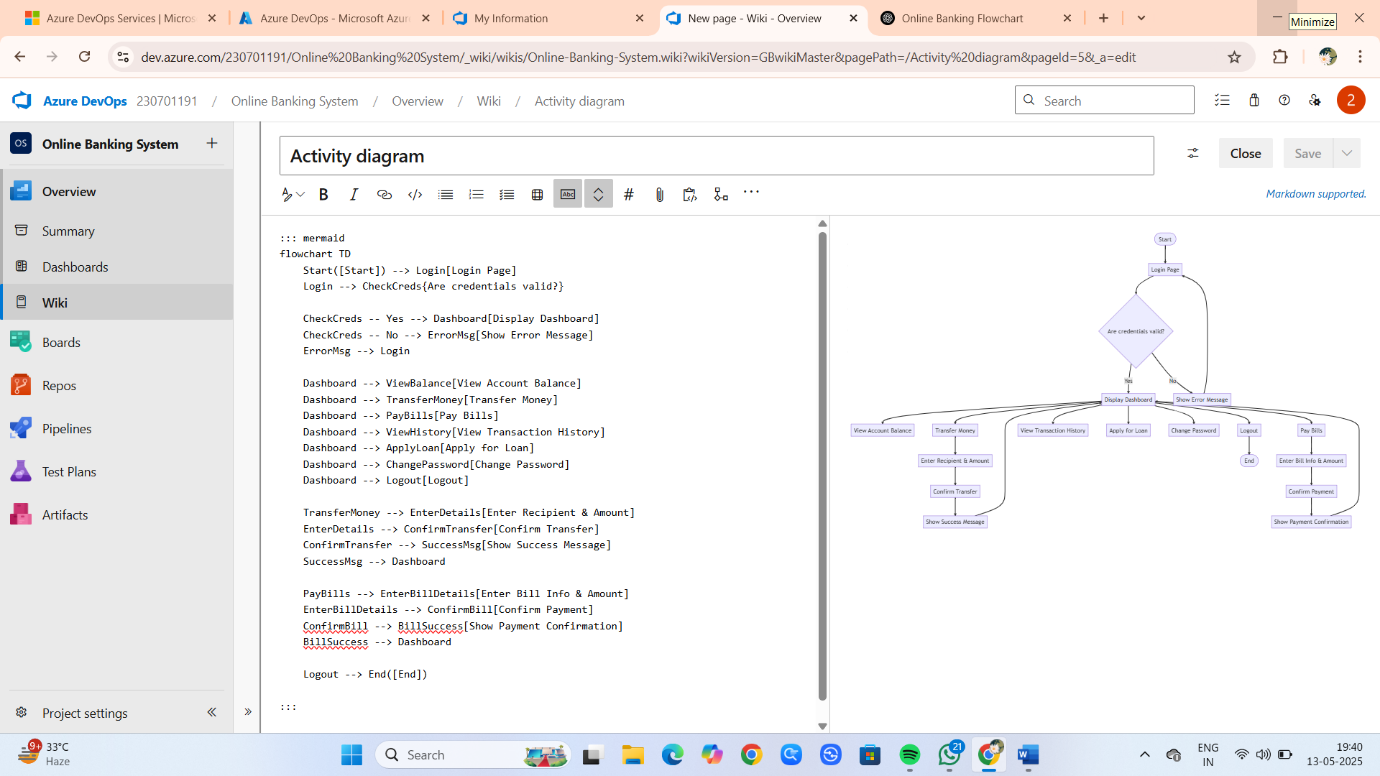 Azure DevOps Services | Micros
Azure DevOps - Microsoft Azur
My Information
New page - Wiki - Overview
Online Banking Flowchart
Minimize
dev.azure.com/230701191/Online%20Banking%20System/_wiki/wikis/Online-Banking-System.wiki?wikiVersion=GBwikiMaster&pagePath=/Activity%20diagram&pageId=5&_a=edit
Azure DevOps 230701191 / Online Banking System / Overview / Wiki / Activity diagram
Search
2
OS Online Banking System
Overview
Summary
Dashboards
Wiki
Boards
Repos
Pipelines
Test Plans
Artifacts
Project settings
Activity diagram
Close
Save
B I </> Abc # ...
Markdown supported.
::: mermaid
flowchart TD
Start([Start]) --> Login[Login Page]
Login --> CheckCreds{Are credentials valid?}
CheckCreds -- Yes --> Dashboard[Display Dashboard]
CheckCreds -- No --> ErrorMsg[Show Error Message]
ErrorMsg --> Login
Dashboard --> ViewBalance[View Account Balance]
Dashboard --> TransferMoney[Transfer Money]
Dashboard --> PayBills[Pay Bills]
Dashboard --> ViewHistory[View Transaction History]
Dashboard --> ApplyLoan[Apply for Loan]
Dashboard --> ChangePassword[Change Password]
Dashboard --> Logout[Logout]
TransferMoney --> EnterDetails[Enter Recipient & Amount]
EnterDetails --> ConfirmTransfer[Confirm Transfer]
ConfirmTransfer --> SuccessMsg[Show Success Message]
SuccessMsg --> Dashboard
PayBills --> EnterBillDetails[Enter Bill Info & Amount]
EnterBillDetails --> ConfirmBill[Confirm Payment]
ConfirmBill --> BillSuccess[Show Payment Confirmation]
BillSuccess --> Dashboard
Logout --> End([End])
:::
Start
Login Page
Are credentials valid?
Yes
No
Display Dashboard
Show Error Message
View Account Balance
Transfer Money
View Transaction History
Apply for Loan
Change Password
Logout
Pay Bills
Enter Recipient & Amount
End
Enter Bill Info & Amount
Confirm Transfer
Confirm Payment
Show Success Message
Show Payment Confirmation
9+
33°C
Haze
Search
21
ENG
IN
19:40
13-05-2025